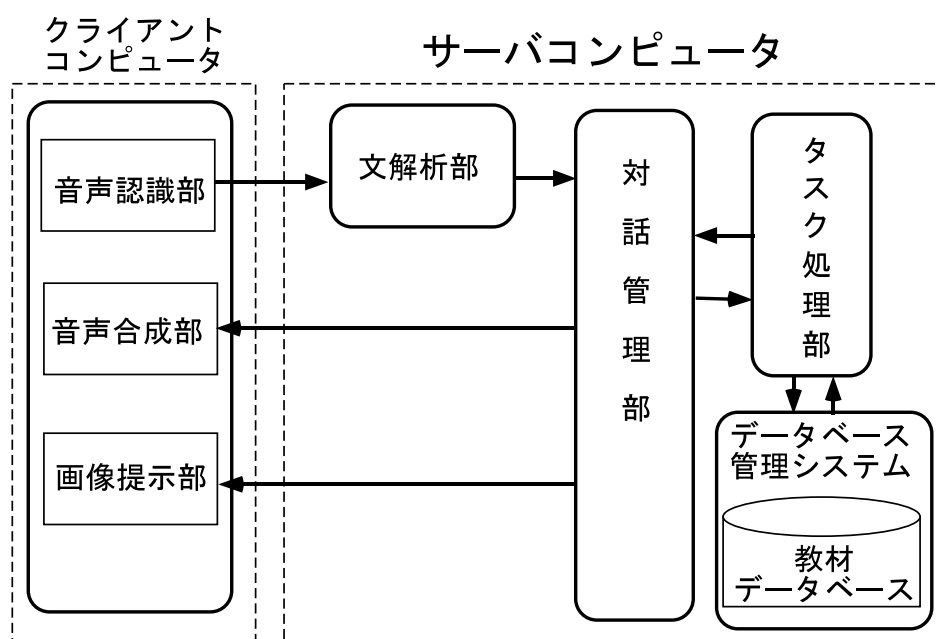 クライアント
コンピュータ
サーバコンピュータ
音声認識部
音声合成部
画像提示部
文解析部
対話管理部
タスク処理部
データベース
管理システム
教材
データベース